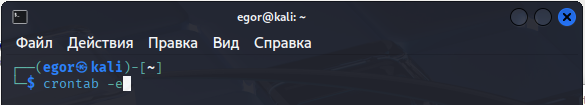 egor@kali: ~
Файл Действия Правка Вид Справка
┌──(egor㉿kali)-[~]
└─$ crontab -e